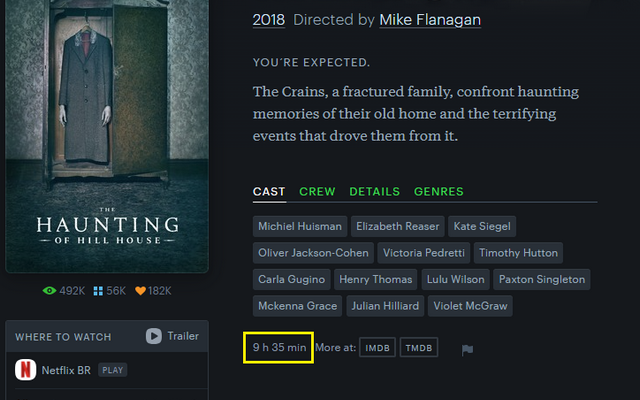 THE
HAUNTING
OF HILL HOUSE
492K 56K 182K
WHERE TO WATCH Trailer
Netflix BR PLAY
2018 Directed by Mike Flanagan
YOU'RE EXPECTED.
The Crains, a fractured family, confront haunting
memories of their old home and the terrifying
events that drove them from it.
CAST CREW DETAILS GENRES
Michiel Huisman Elizabeth Reaser Kate Siegel
Oliver Jackson-Cohen Victoria Pedretti Timothy Hutton
Carla Gugino Henry Thomas Lulu Wilson Paxton Singleton
Mckenna Grace Julian Hilliard Violet McGraw
9 h 35 min More at: IMDB TMDB